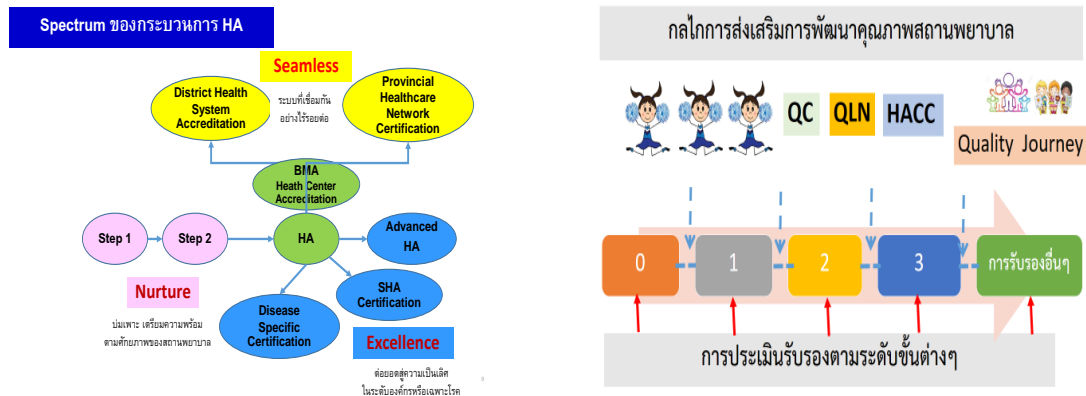 Spectrum ของกระบวนการ HA
Seamless
District Health
System
Accreditation
ระบบที่เชื่อมกัน
อย่างไร้รอยต่อ
Provincial
Healthcare
Network
Certification
BMA
Heath Center
Accreditation
Step 1
Step 2
HA
Advanced
HA
Nurture
บ่มเพาะ เตรียมความพร้อม
ตามศักยภาพของสถานพยาบาล
Disease
Specific
Certification
SHA
Certification
Excellence
ต่อยอดสู่ความเป็นเลิศ
ในระดับองค์กรหรือเฉพาะโรค
กลไกการส่งเสริมการพัฒนาคุณภาพสถานพยาบาล
QC
QLN
HACC
Quality Journey
0
1
2
3
การรับรองอื่นๆ
การประเมินรับรองตามระดับขั้นต่างๆ